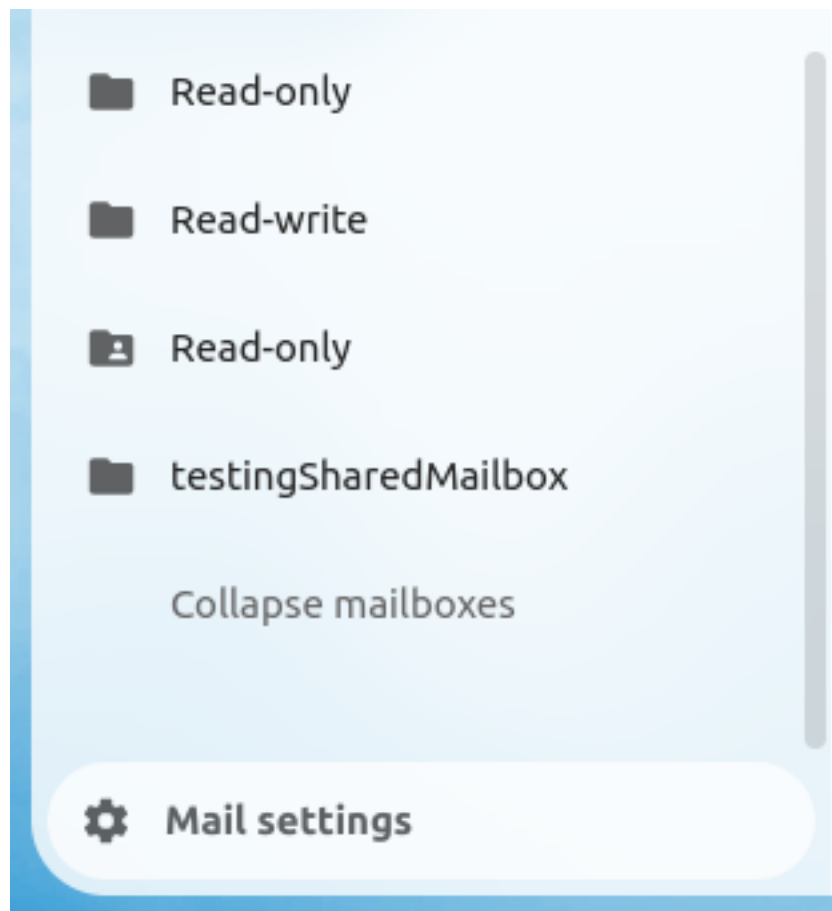 Read-only
Read-write
Read-only
testingSharedMailbox
Collapse mailboxes
Mail settings